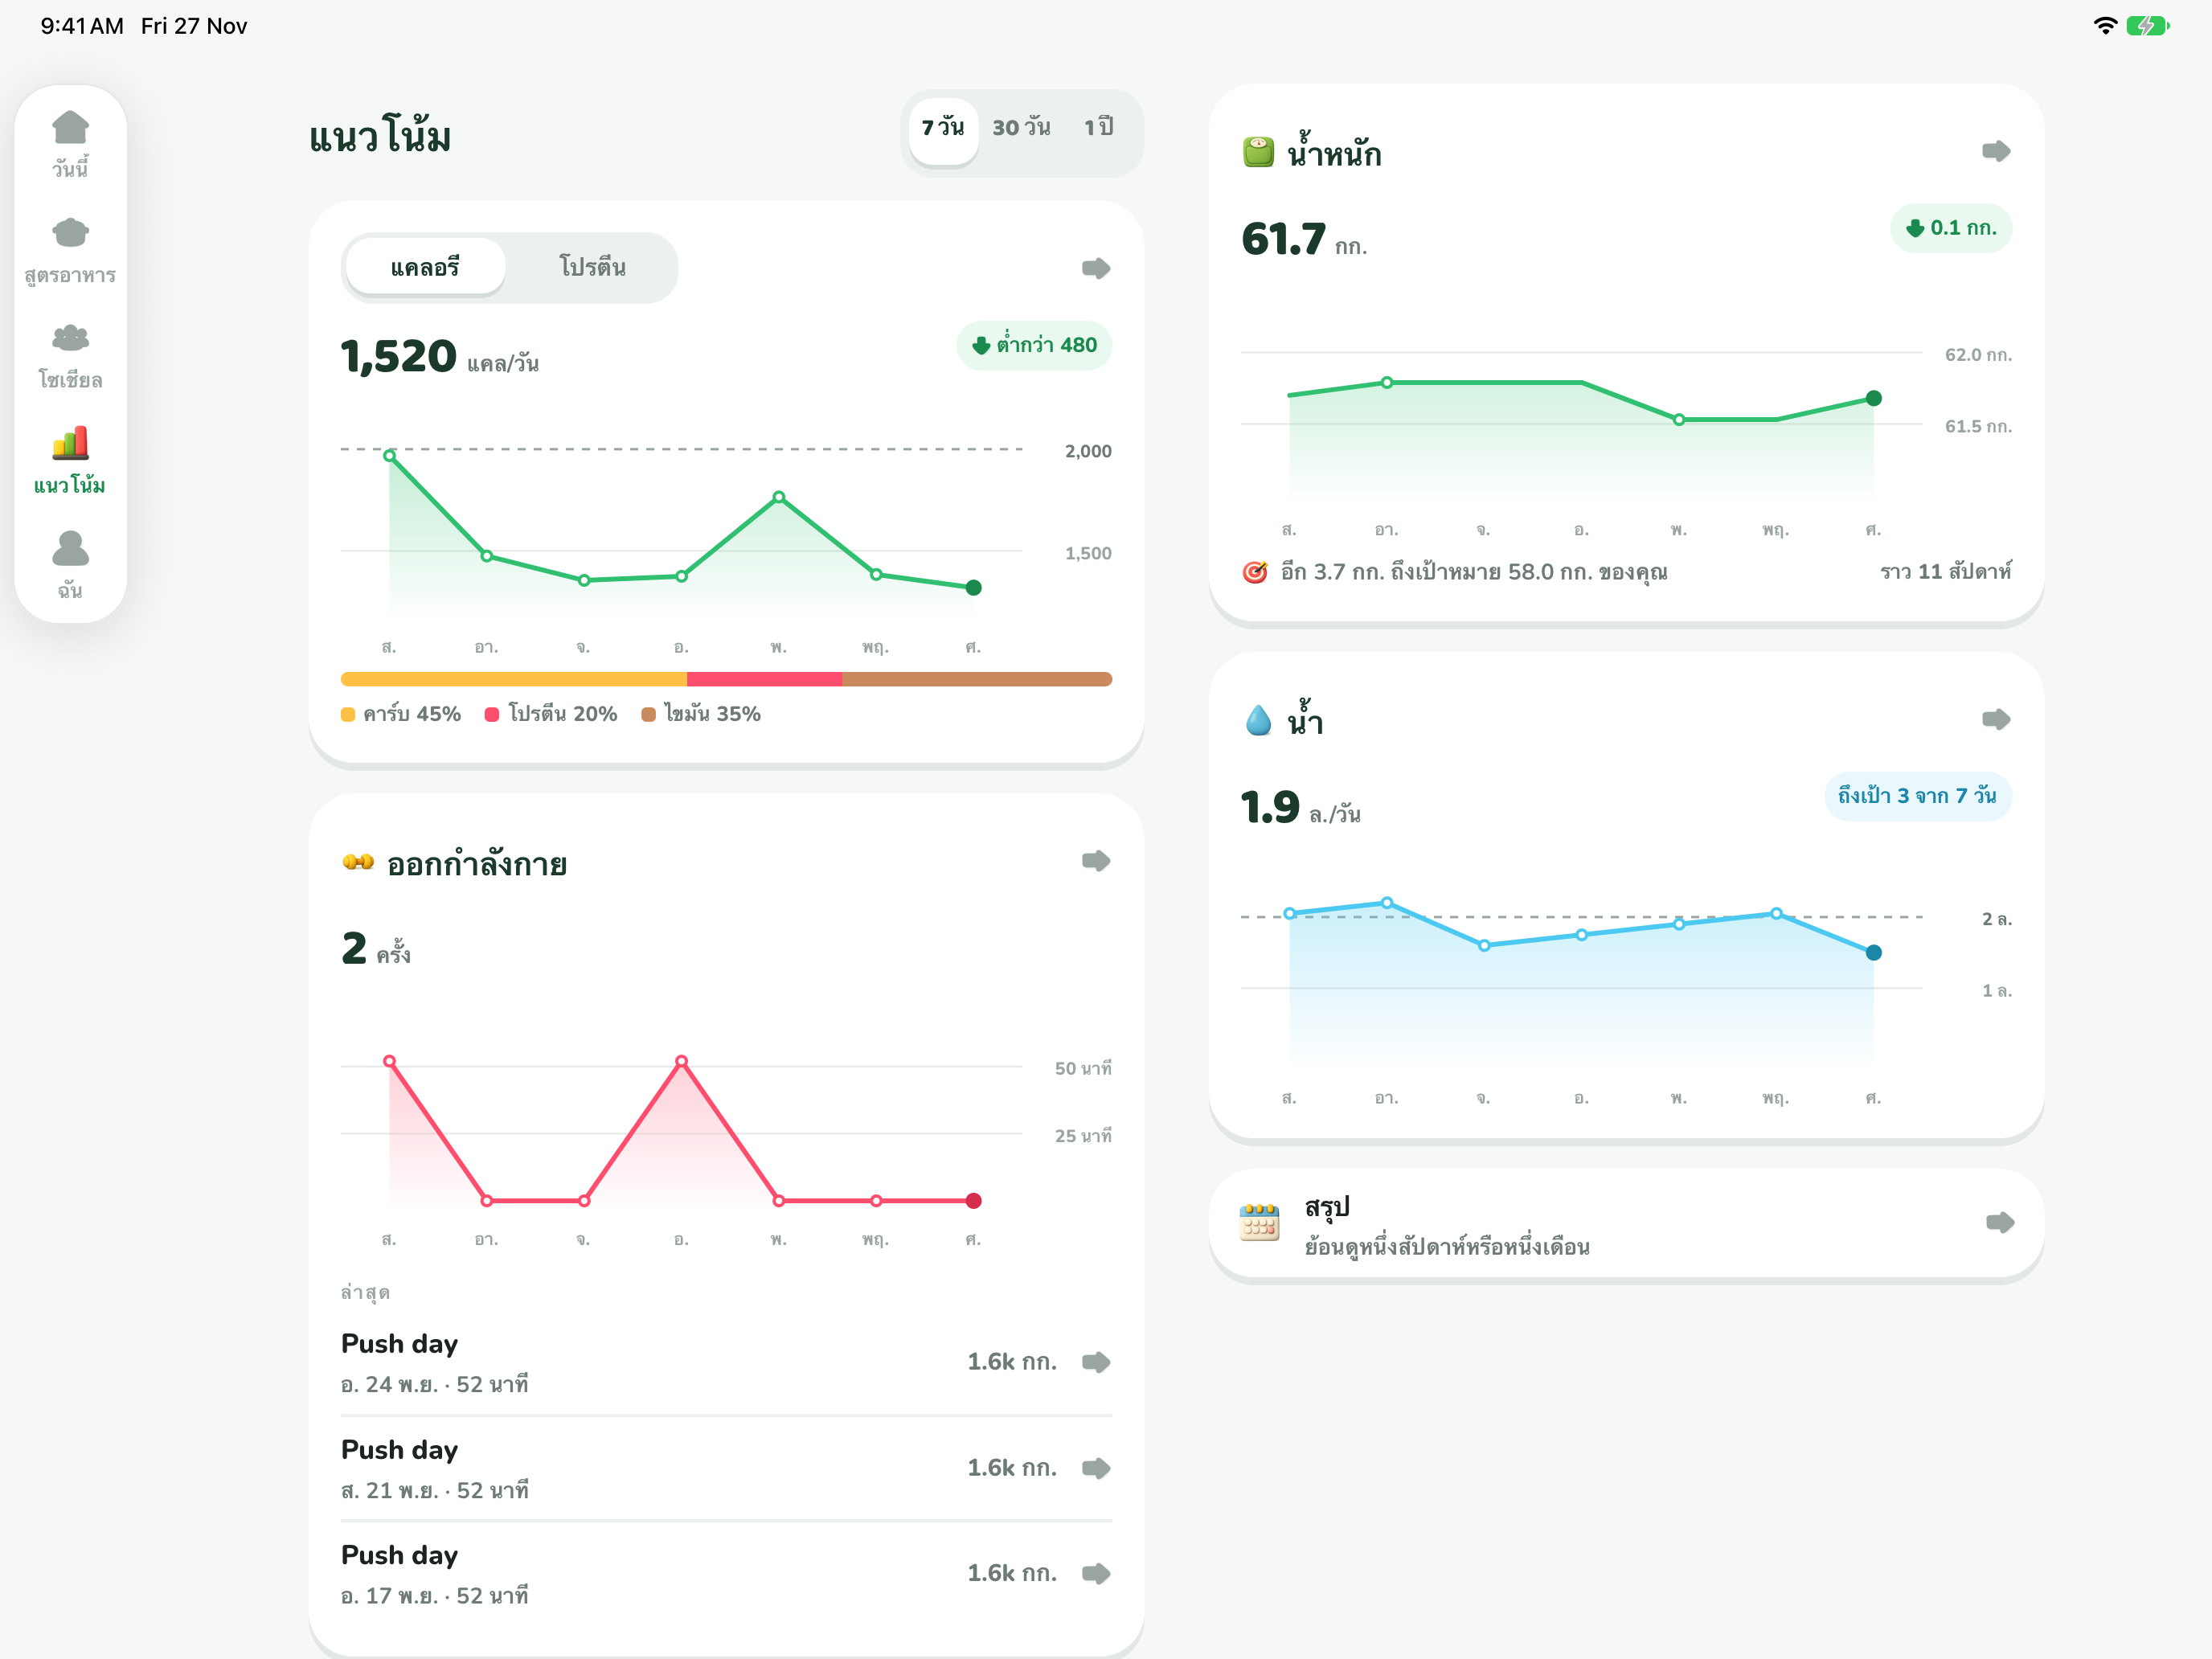 9:41 AM Fri 27 Nov
วันนี้
สูตรอาหาร
โซเชียล
แนวโน้ม
ฉัน
แนวโน้ม
7 วัน 30 วัน 1 ปี
แคลอรี โปรตีน
1,520 แคล/วัน
ต่ำกว่า 480
2,000
1,500
ส. อา. จ. อ. พ. พฤ. ศ.
คาร์บ 45% โปรตีน 20% ไขมัน 35%
ออกกำลังกาย
2 ครั้ง
50 นาที
25 นาที
ส. อา. จ. อ. พ. พฤ. ศ.
ล่าสุด
Push day
อ. 24 พ.ย. · 52 นาที
1.6k กก.
Push day
ส. 21 พ.ย. · 52 นาที
1.6k กก.
Push day
อ. 17 พ.ย. · 52 นาที
1.6k กก.
น้ำหนัก
61.7 กก.
0.1 กก.
62.0 กก.
61.5 กก.
ส. อา. จ. อ. พ. พฤ. ศ.
อีก 3.7 กก. ถึงเป้าหมาย 58.0 กก. ของคุณ
ราว 11 สัปดาห์
น้ำ
1.9 ล./วัน
ถึงเป้า 3 จาก 7 วัน
2 ล.
1 ล.
ส. อา. จ. อ. พ. พฤ. ศ.
สรุป
ย้อนดูหนึ่งสัปดาห์หรือหนึ่งเดือน